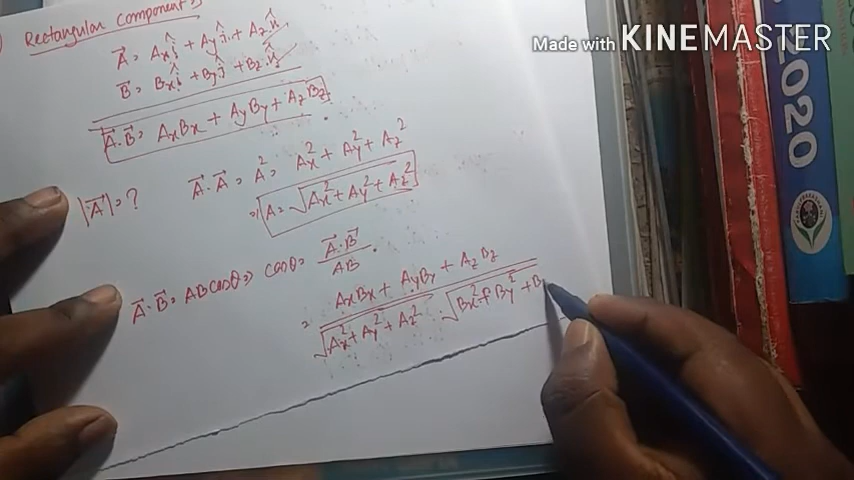 Made with KINEMASTER
Rectangular components
A⃗ = Axî + Ayĵ + Azk̂
B⃗ = Bxî + Byĵ + Bzk̂
A⃗.B⃗ = AxBx + AyBy + AzBz
|A⃗| = ? A⃗.A⃗ = A² = Ax² + Ay² + Az²
⇒ A = √Ax² + Ay² + Az²
A⃗.B⃗ = AB cosθ ⇒ cosθ = A⃗.B⃗ / AB
= AxBx + AyBy + AzBz / √Ax² + Ay² + Az² . √Bx² + By² + B
2020